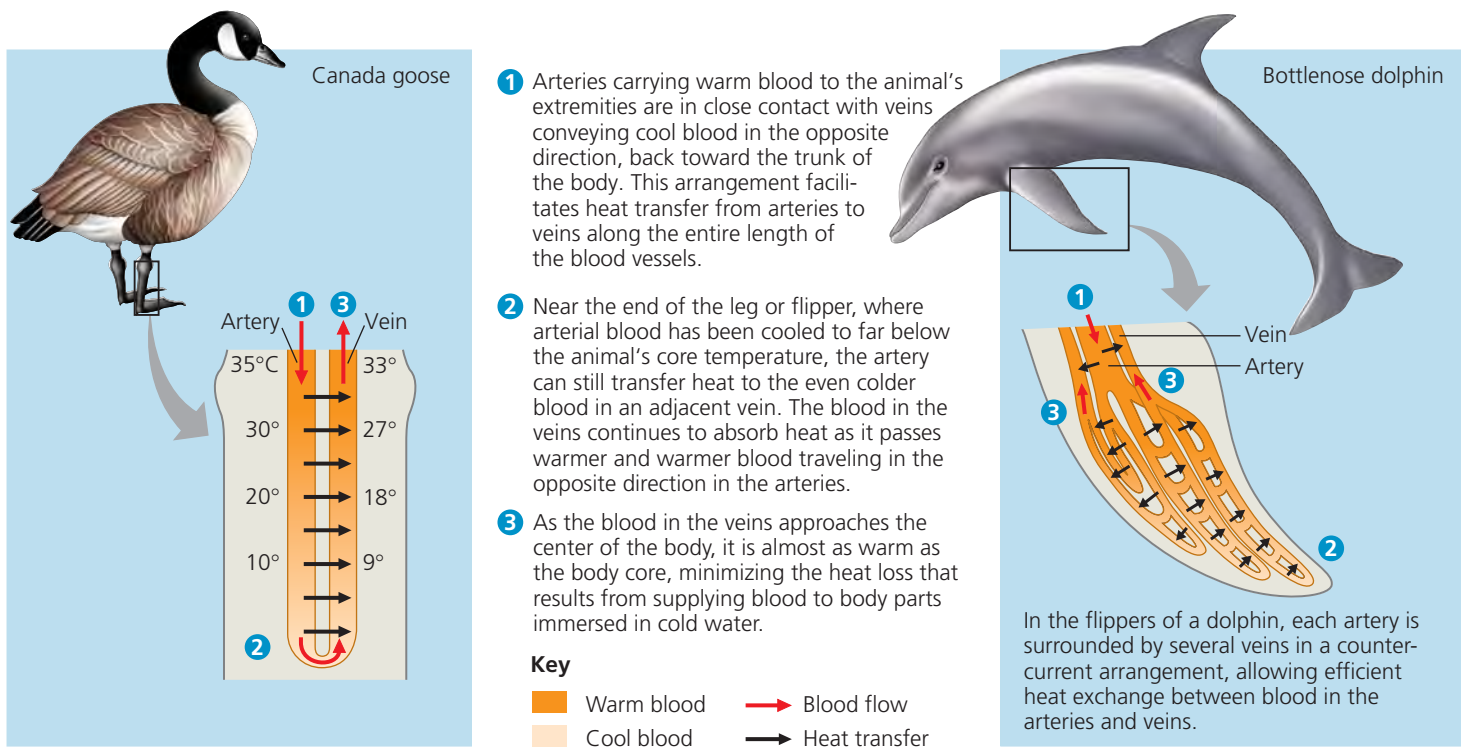 Canada goose
1
Artery
3
Vein
35°C
33°
30°
27°
20°
18°
10°
9°
2
1 Arteries carrying warm blood to the animal's
extremities are in close contact with veins
conveying cool blood in the opposite
direction, back toward the trunk of
the body. This arrangement facili-
tates heat transfer from arteries to
veins along the entire length of
the blood vessels.
2 Near the end of the leg or flipper, where
arterial blood has been cooled to far below
the animal's core temperature, the artery
can still transfer heat to the even colder
blood in an adjacent vein. The blood in the
veins continues to absorb heat as it passes
warmer and warmer blood traveling in the
opposite direction in the arteries.
3 As the blood in the veins approaches the
center of the body, it is almost as warm as
the body core, minimizing the heat loss that
results from supplying blood to body parts
immersed in cold water.
Key
Warm blood
Blood flow
Cool blood
Heat transfer
Bottlenose dolphin
1
Vein
Artery
3
3
2
In the flippers of a dolphin, each artery is
surrounded by several veins in a counter-
current arrangement, allowing efficient
heat exchange between blood in the
arteries and veins.